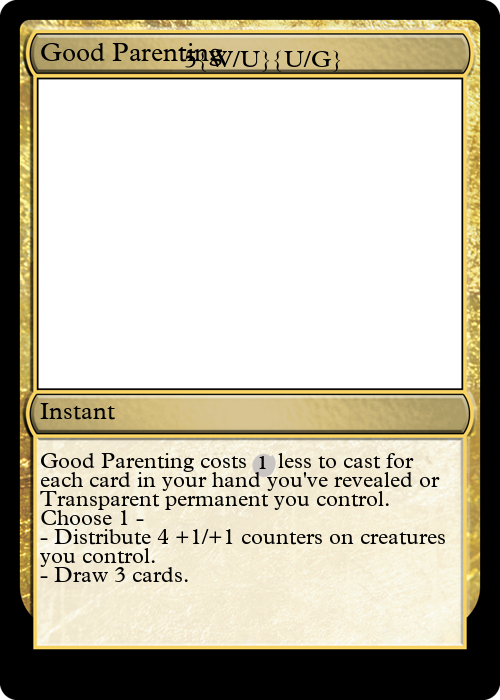 Good Parenting
5{W/U}{U/G}
Instant
Good Parenting costs 1 less to cast for
each card in your hand you've revealed or
Transparent permanent you control.
Choose 1 -
- Distribute 4 +1/+1 counters on creatures
you control.
- Draw 3 cards.